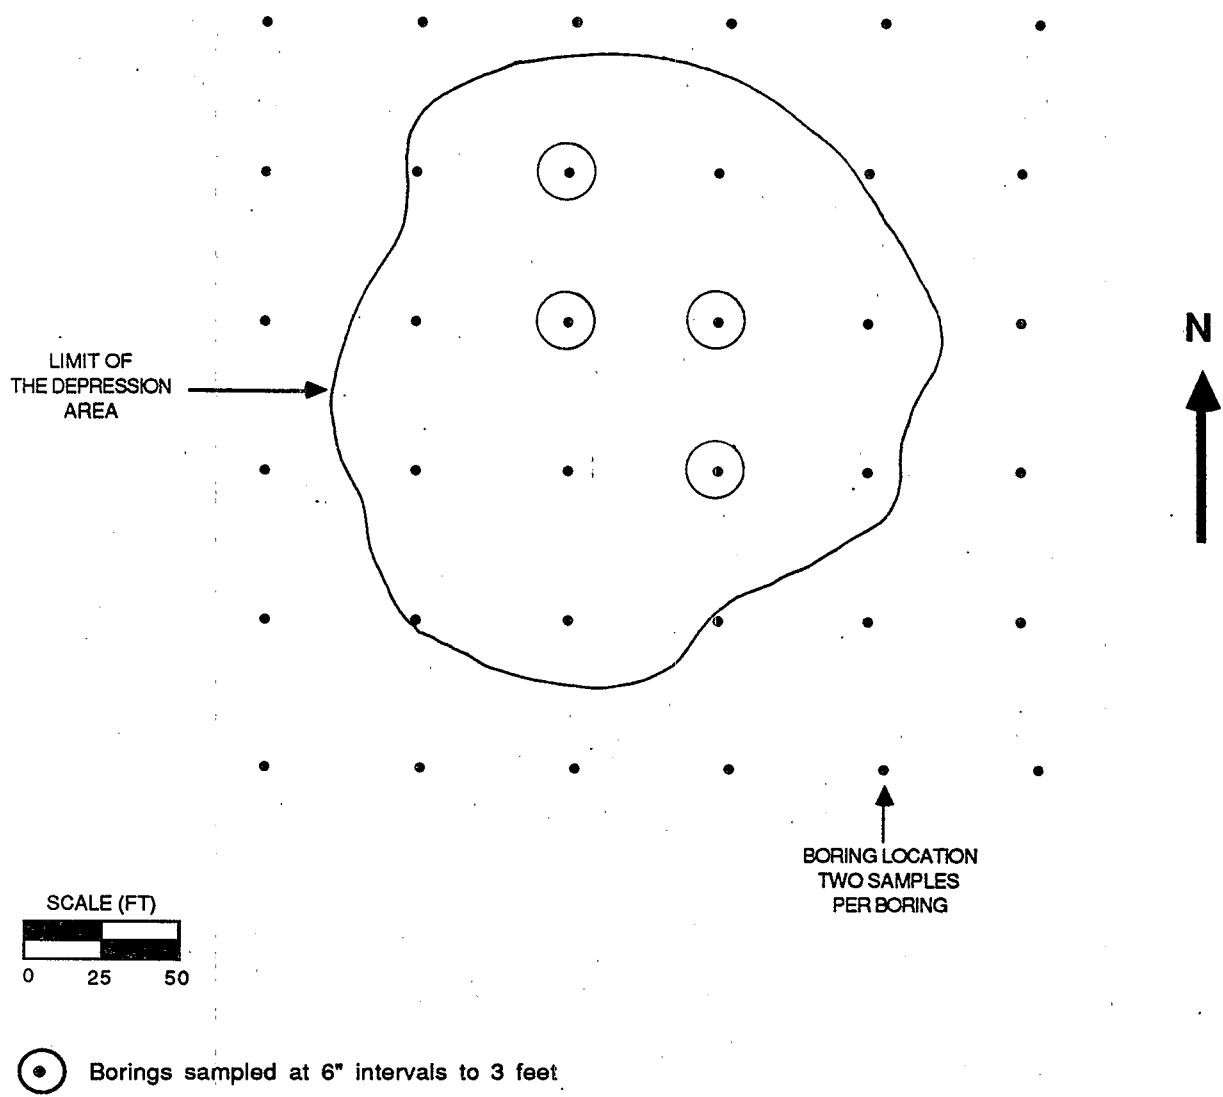 N
LIMIT OF
THE DEPRESSION
AREA
BORING LOCATION
TWO SAMPLES
PER BORING
SCALE (FT)
0 25 50
Borings sampled at 6" intervals to 3 feet